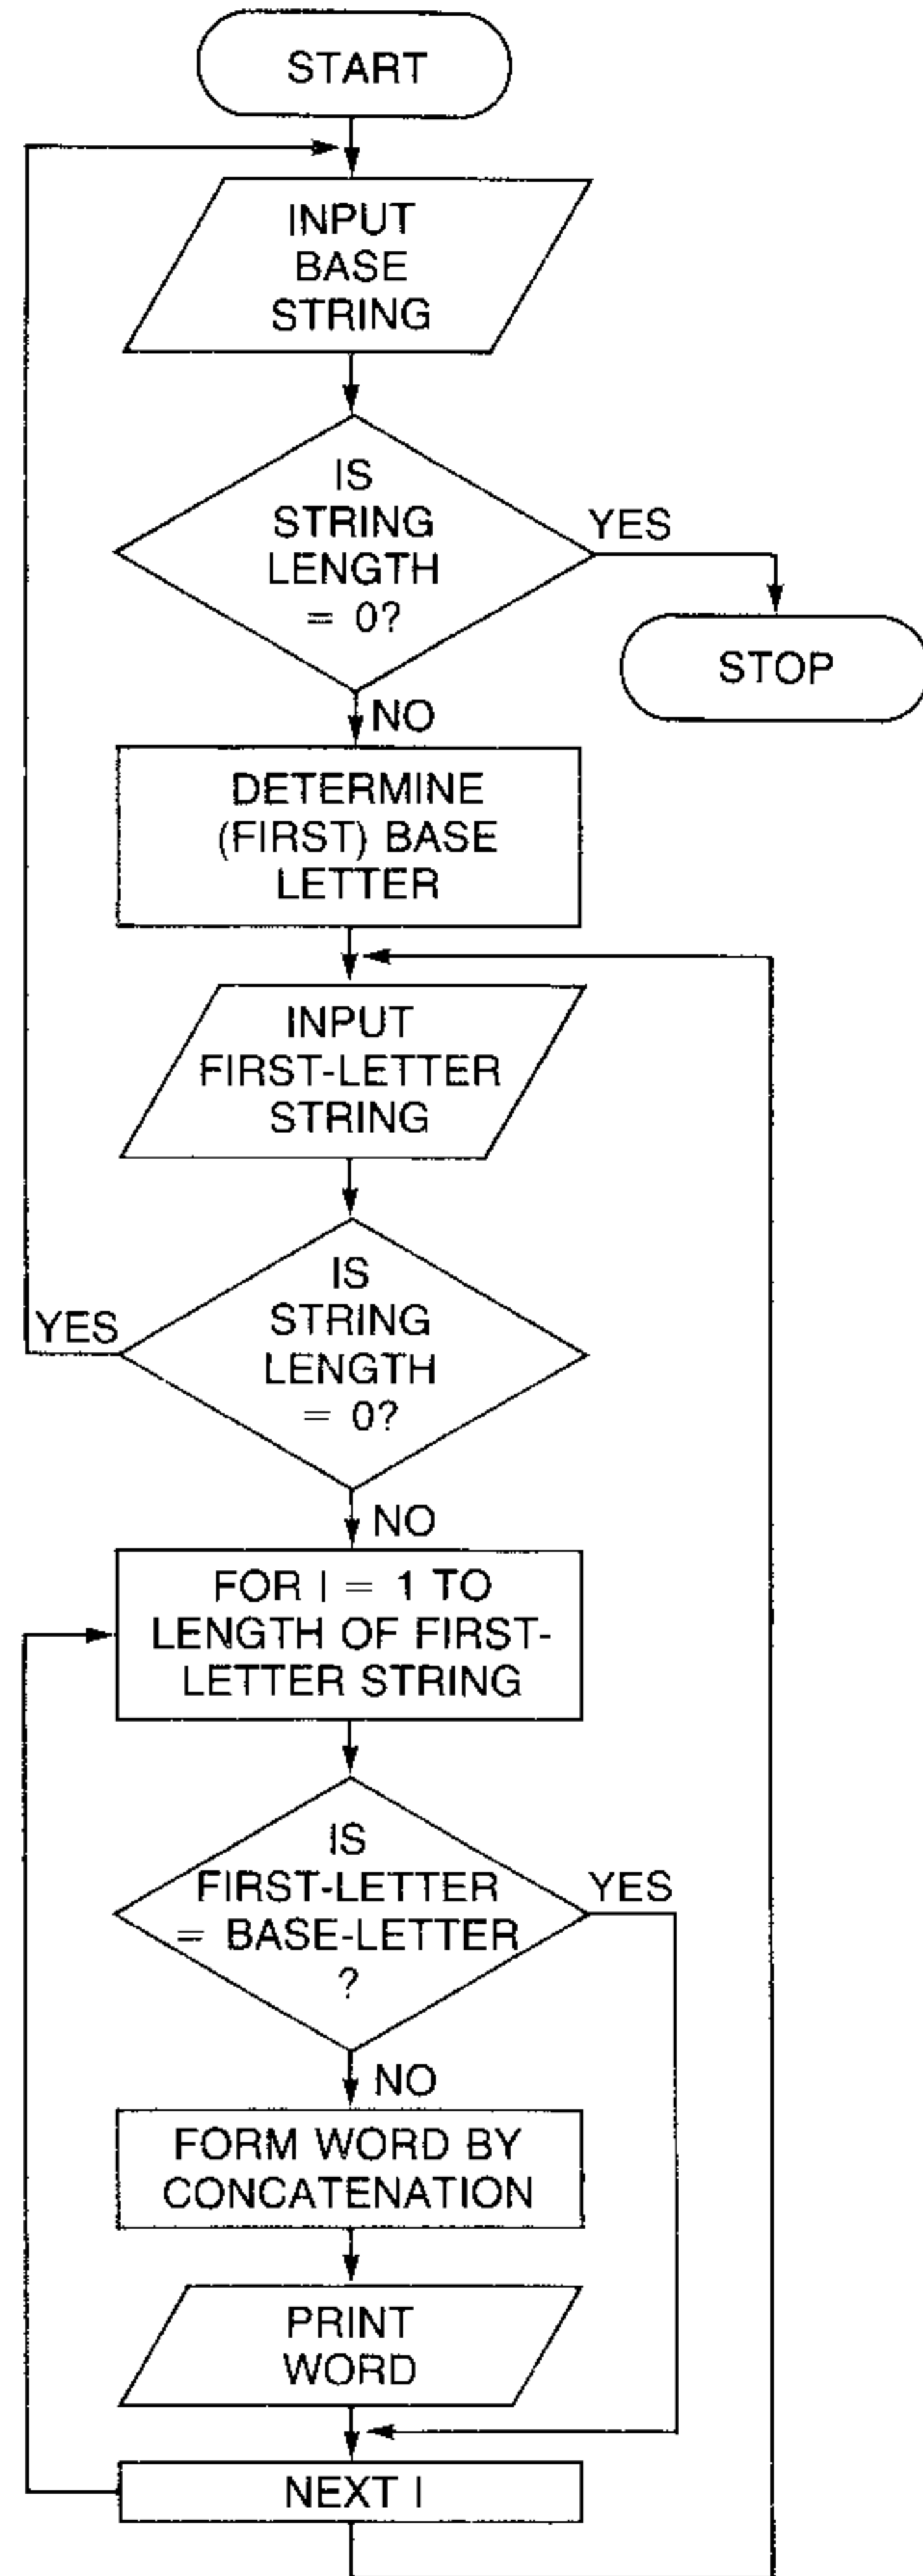 START
INPUT
BASE
STRING
IS
STRING
LENGTH
= 0?
YES
STOP
NO
DETERMINE
(FIRST) BASE
LETTER
INPUT
FIRST-LETTER
STRING
IS
STRING
LENGTH
= 0?
YES
NO
FOR I = 1 TO
LENGTH OF FIRST-
LETTER STRING
IS
FIRST-LETTER
= BASE-LETTER
?
YES
NO
FORM WORD BY
CONCATENATION
PRINT
WORD
NEXT I